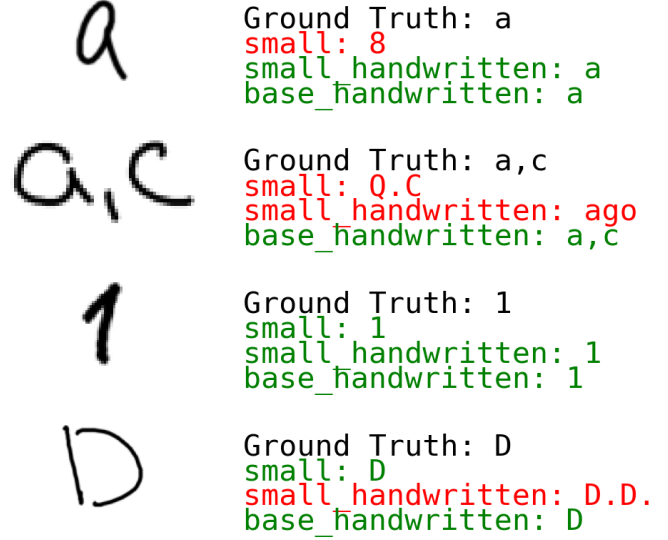 a
Ground Truth: a
small: 8
small_handwritten: a
base_handwritten: a
a,c
Ground Truth: a,c
small: Q.C
small_handwritten: ago
base_handwritten: a,c
1
Ground Truth: 1
small: 1
small_handwritten: 1
base_handwritten: 1
D
Ground Truth: D
small: D
small_handwritten: D.D.
base_handwritten: D